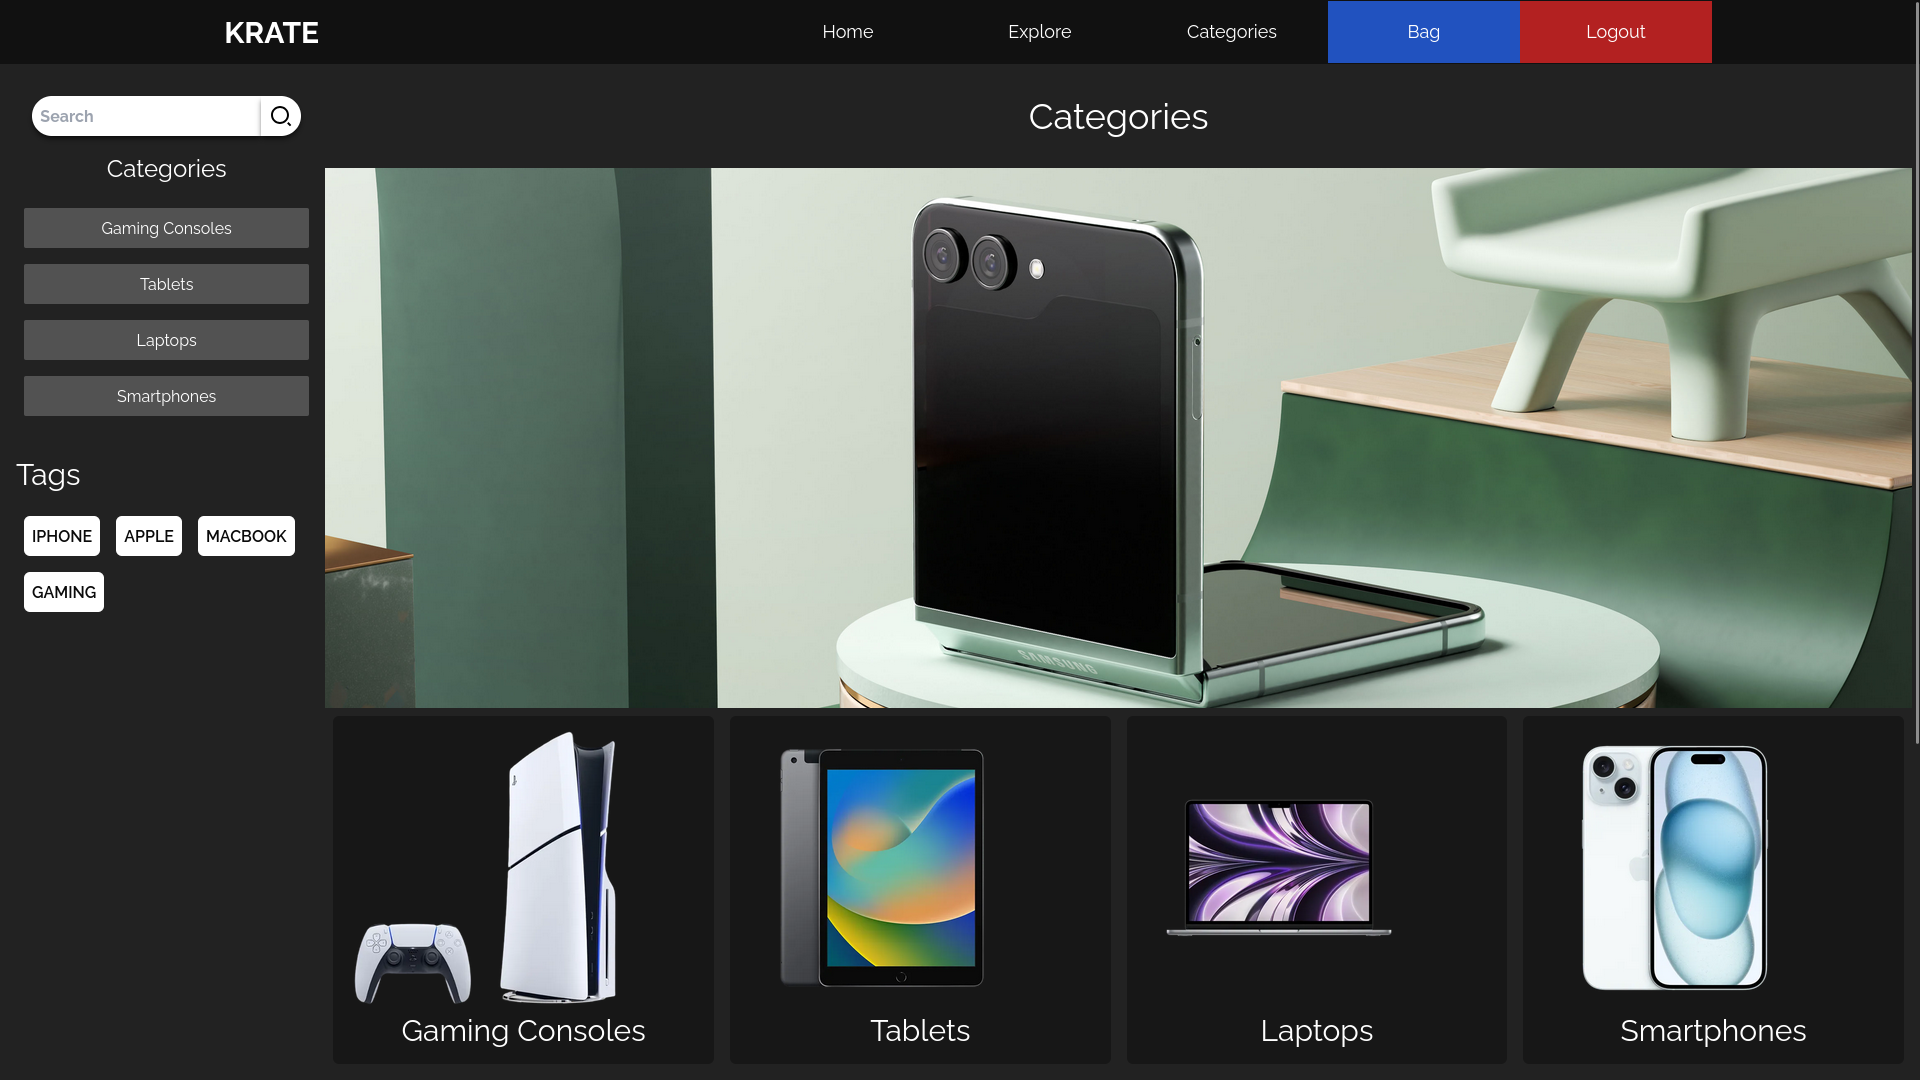 KRATE
Home Explore Categories Bag Logout
Search
Categories
Gaming Consoles
Tablets
Laptops
Smartphones
Tags
IPHONE APPLE MACBOOK
GAMING
Categories
SAMSUNG
Gaming Consoles
Tablets
Laptops
Smartphones